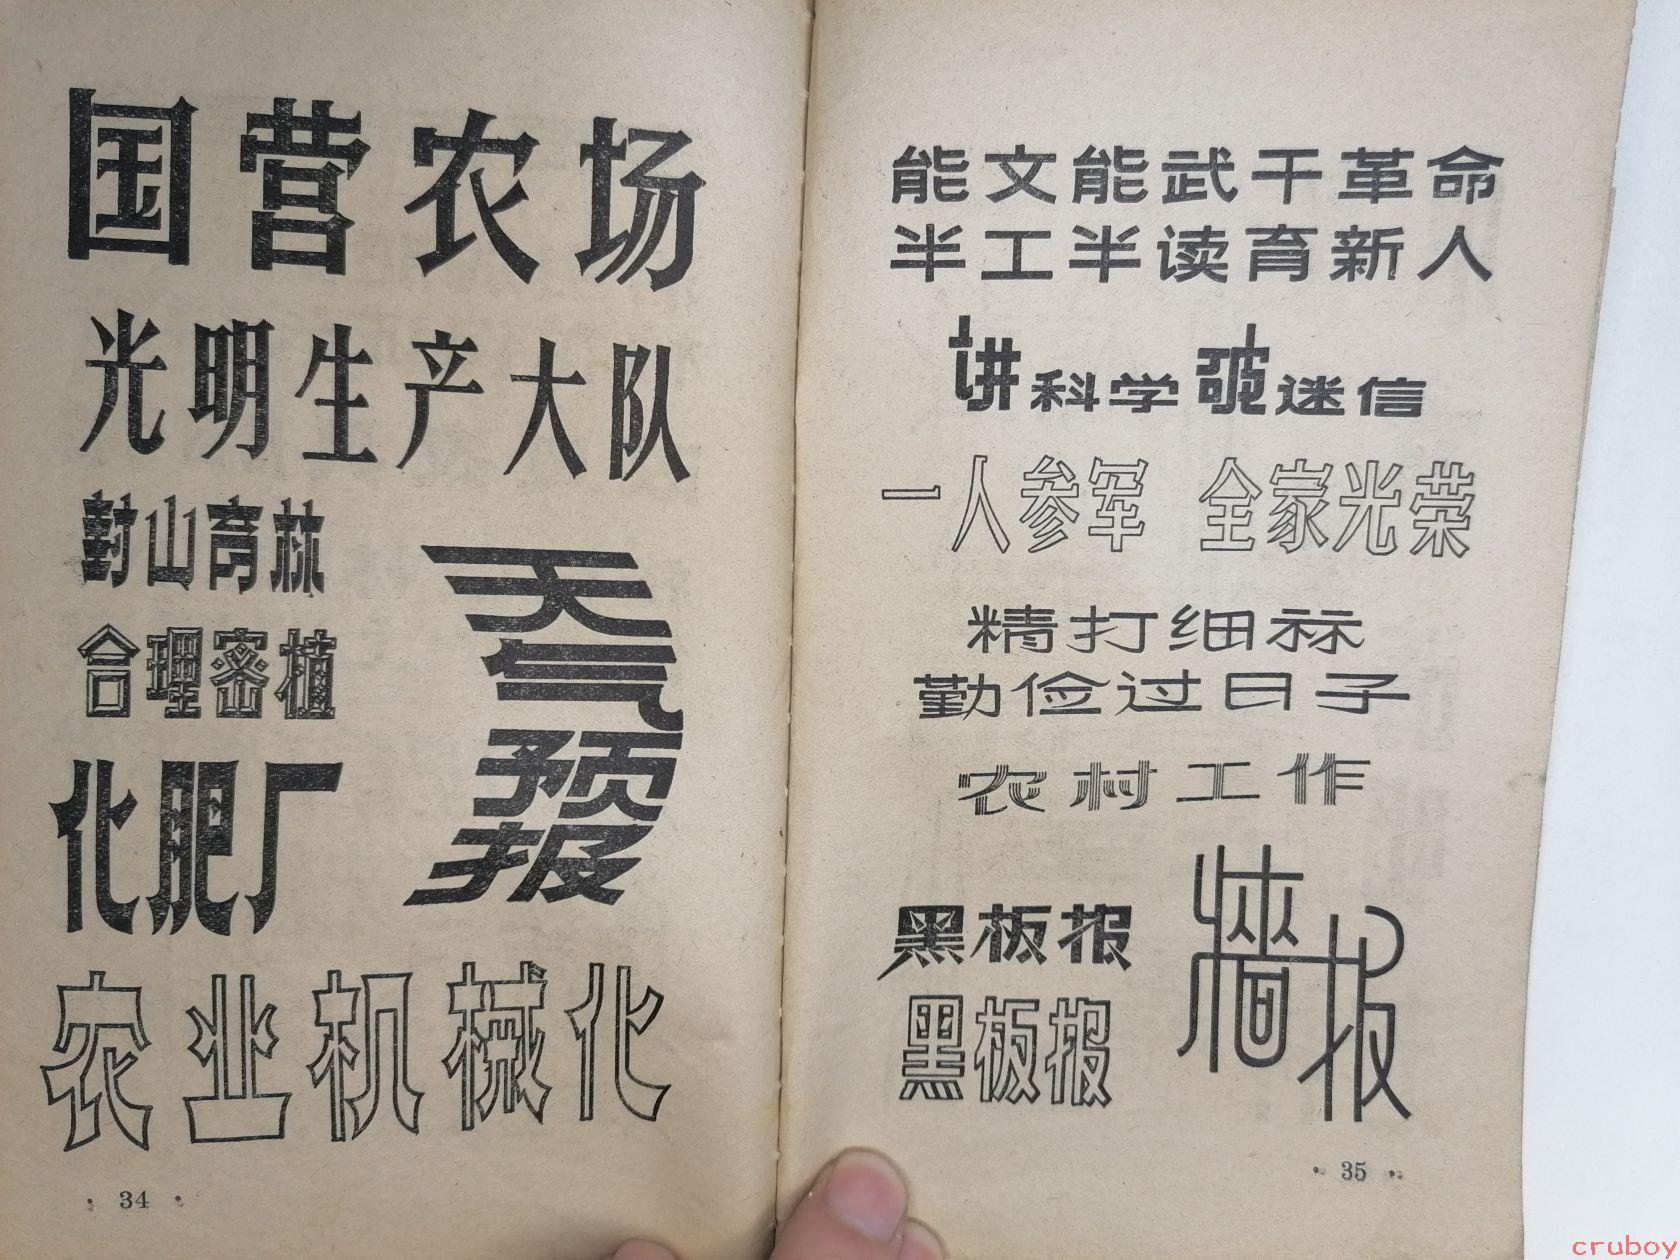 国营农场
光明生产大队
封山育林
合理密植
天气预报
化肥厂
农业机械化
· 34 ·
能文能武干革命
半工半读育新人
讲科学破迷信
一人参军 全家光荣
精打细祘
勤俭过日子
农村工作
黑板报
黑板报
牆报
· 35 ·
cruboy